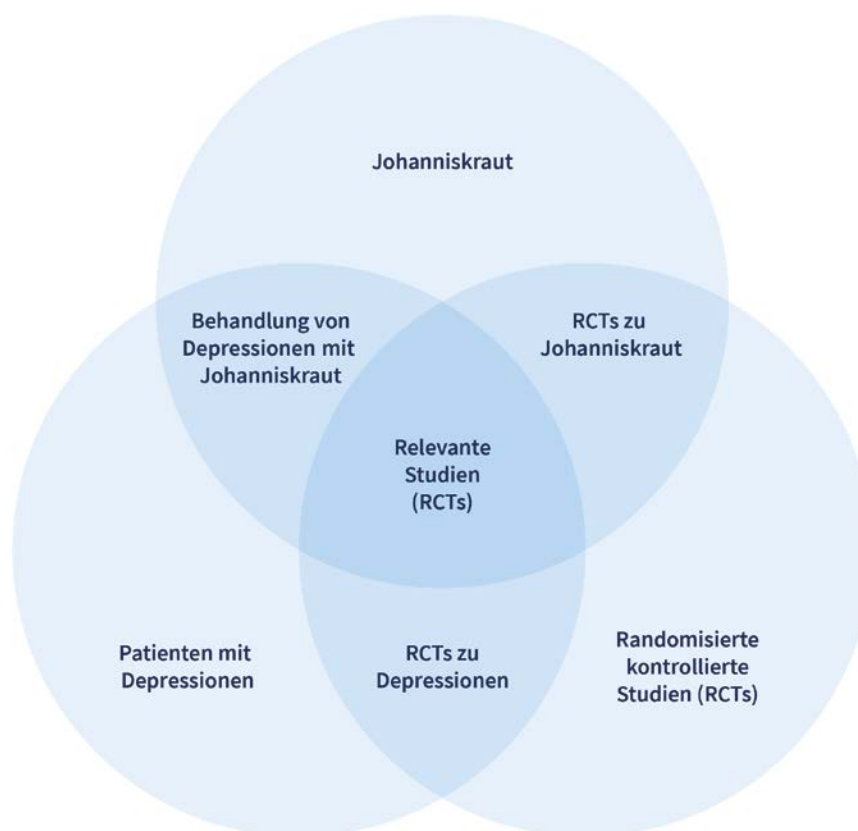 Johanniskraut
Behandlung von
Depressionen mit
Johanniskraut
RCTs zu
Johanniskraut
Relevante
Studien
(RCTs)
Patienten mit
Depressionen
RCTs zu
Depressionen
Randomisierte
kontrollierte
Studien (RCTs)